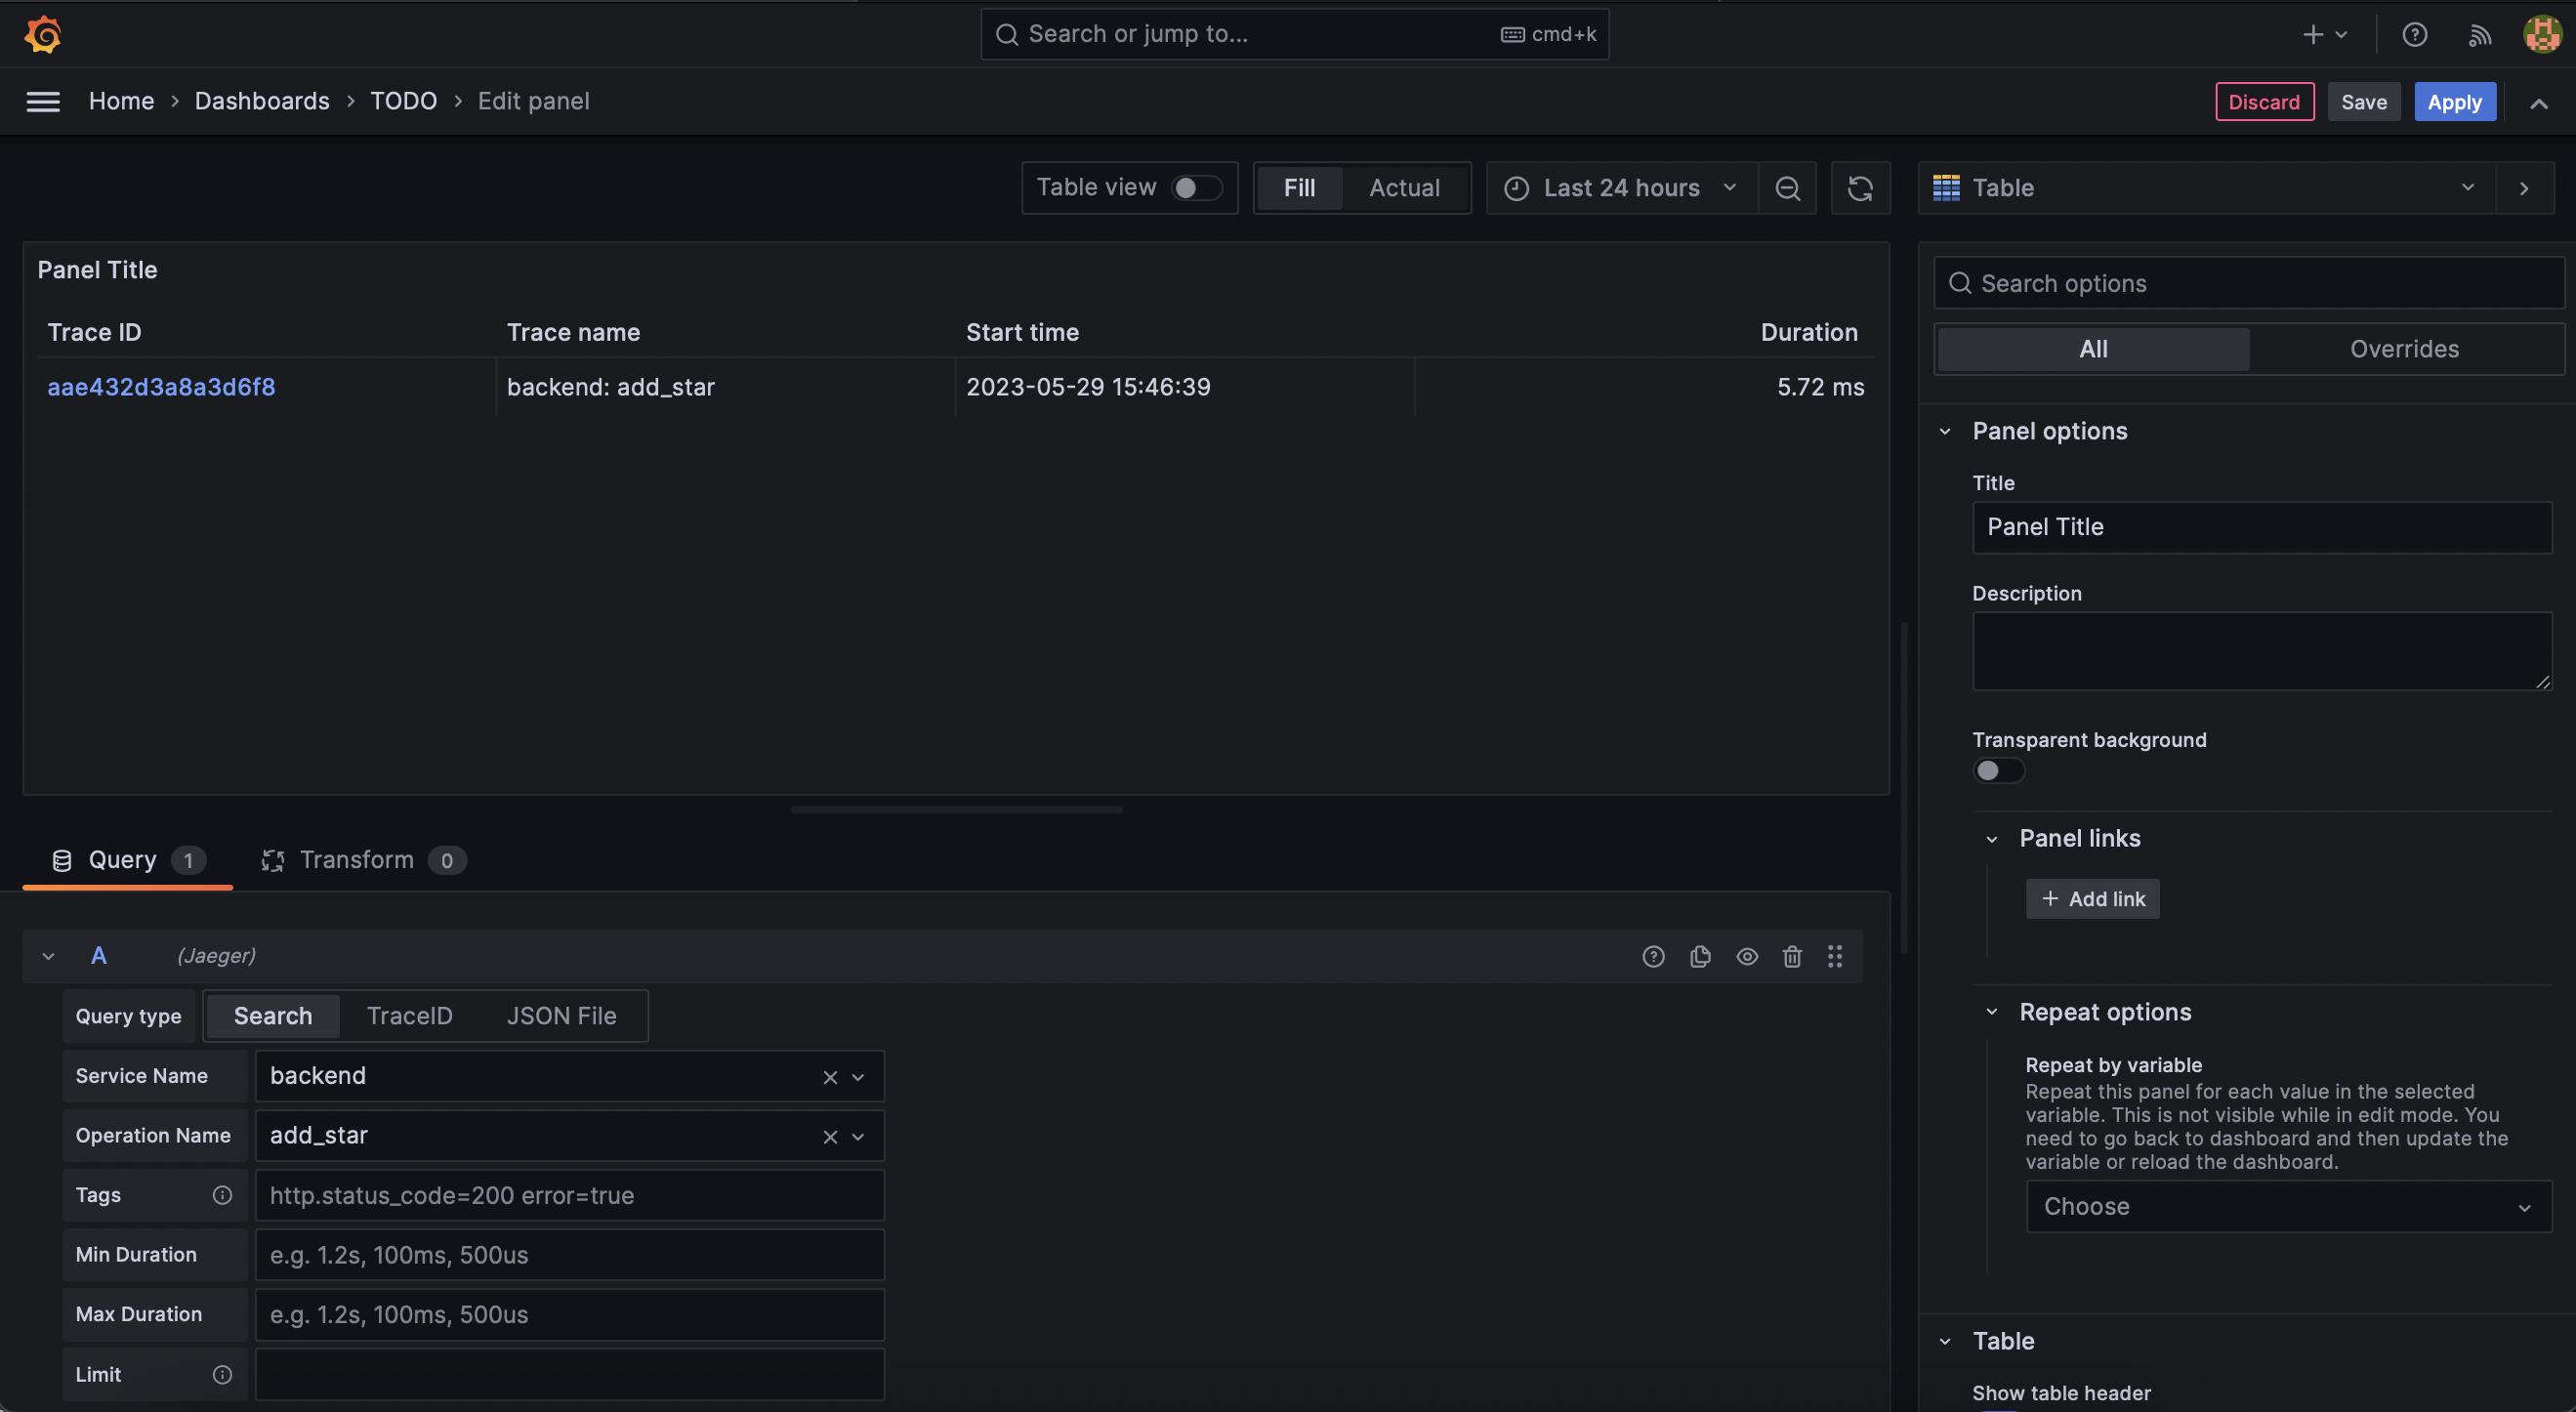 Search or jump to... cmd+k
Home › Dashboards › TODO › Edit panel
Discard Save Apply
Table view Fill Actual Last 24 hours
Table
Panel Title
Trace ID Trace name Start time Duration
aae432d3a8a3d6f8 backend: add_star 2023-05-29 15:46:39 5.72 ms
Query 1 Transform 0
A (Jaeger)
Query type Search TraceID JSON File
Service Name backend
Operation Name add_star
Tags http.status_code=200 error=true
Min Duration e.g. 1.2s, 100ms, 500us
Max Duration e.g. 1.2s, 100ms, 500us
Limit
Search options
All Overrides
Panel options
Title
Panel Title
Description
Transparent background
Panel links
+ Add link
Repeat options
Repeat by variable
Repeat this panel for each value in the selected
variable. This is not visible while in edit mode. You
need to go back to dashboard and then update the
variable or reload the dashboard.
Choose
Table
Show table header